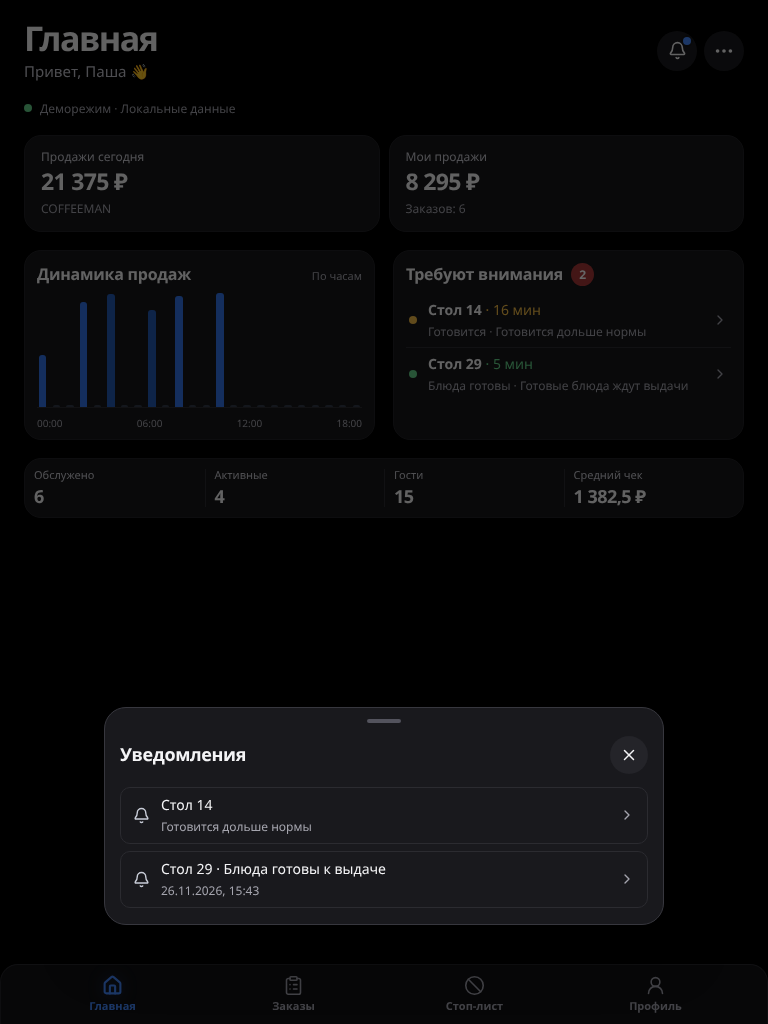 Главная
Привет, Паша 👋
Деморежим · Локальные данные
Продажи сегодня
21 375 ₽
COFFEEMAN
Мои продажи
8 295 ₽
Заказов: 6
Динамика продаж
По часам
00:00 06:00 12:00 18:00
Требуют внимания 2
Стол 14 · 16 мин
Готовится · Готовится дольше нормы
Стол 29 · 5 мин
Блюда готовы · Готовые блюда ждут выдачи
Обслужено
6
Активные
4
Гости
15
Средний чек
1 382,5 ₽
Уведомления
Стол 14
Готовится дольше нормы
Стол 29 · Блюда готовы к выдаче
26.11.2026, 15:43
Главная
Заказы
Стоп-лист
Профиль